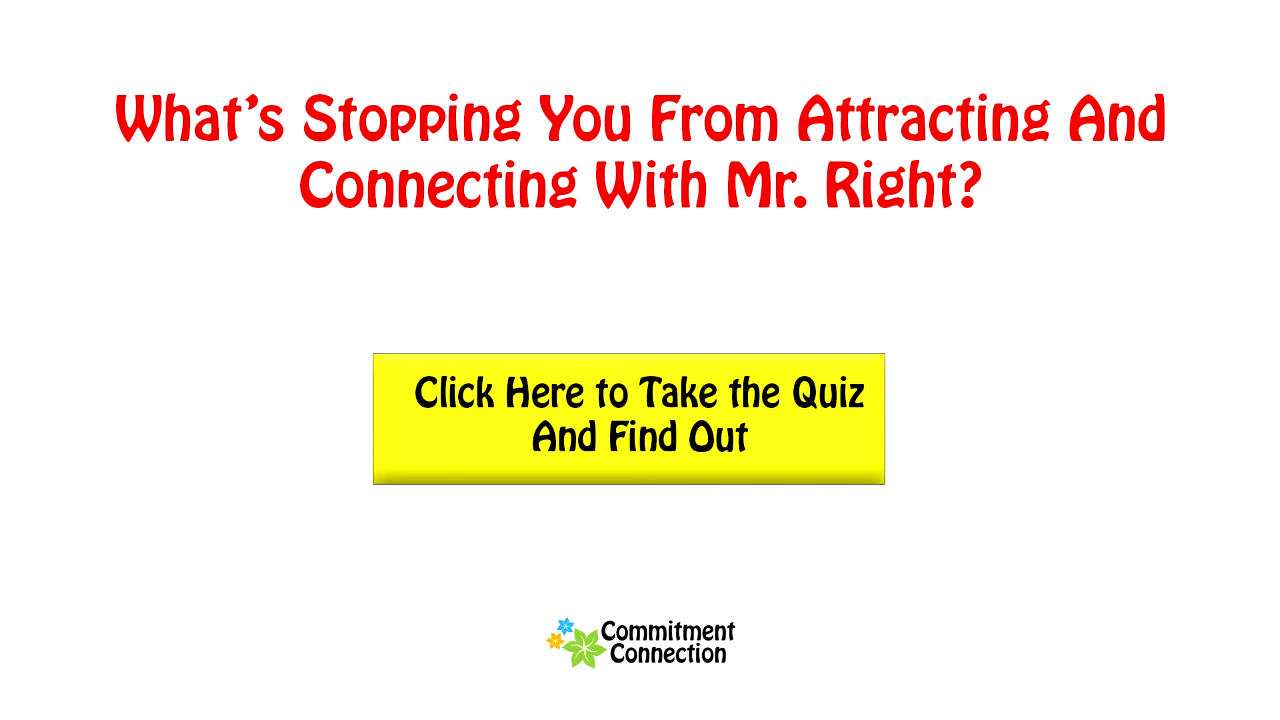 What's Stopping You From Attracting And
Connecting With Mr. Right?
Click Here to Take the Quiz
And Find Out
Commitment
Connection